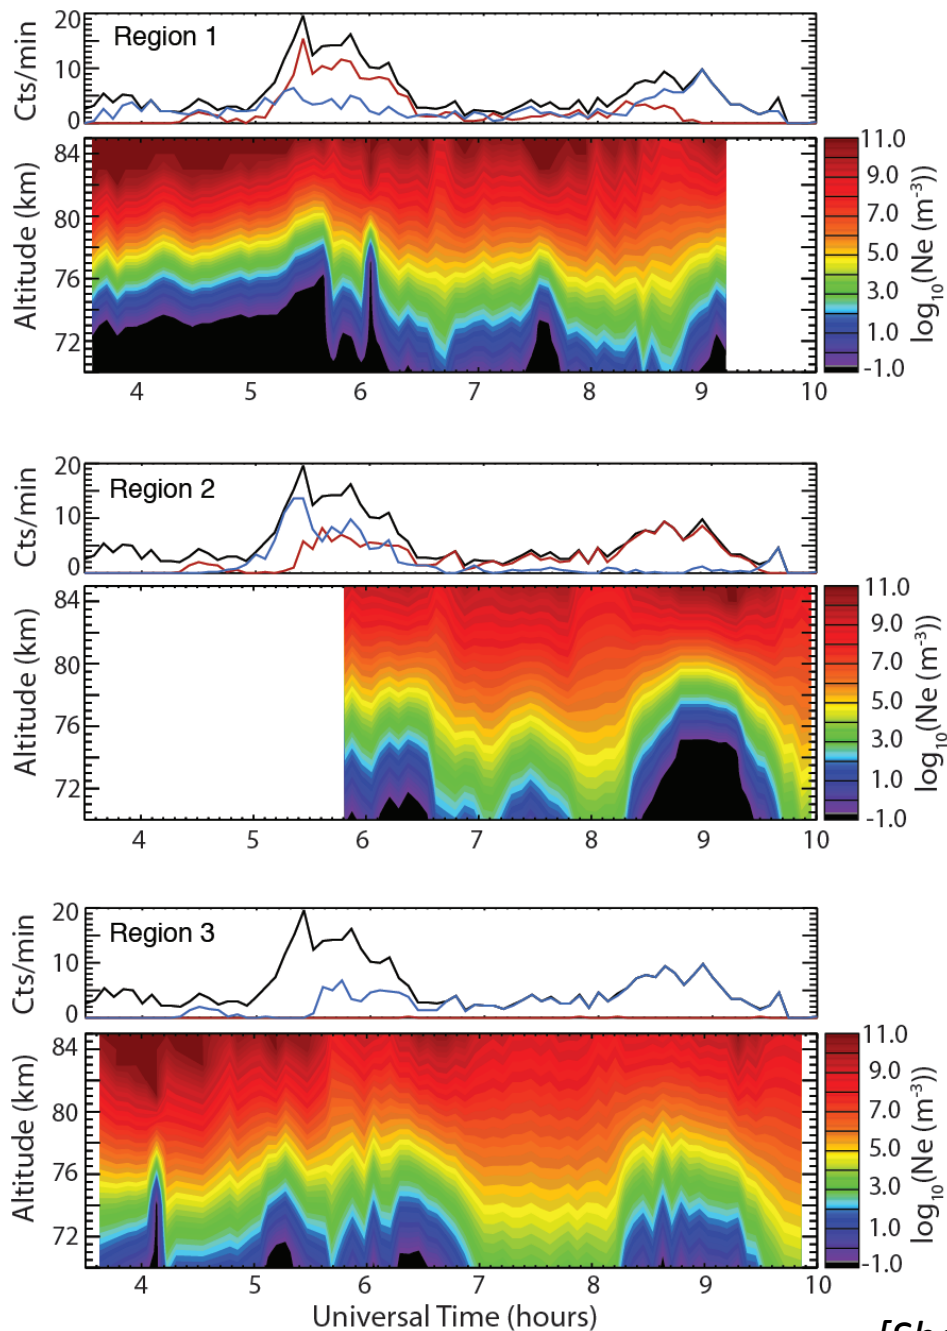 Region 1
Cts/min
20
10
0
Altitude (km)
84
80
76
72
11.0
9.0
7.0
5.0
3.0
1.0
-1.0
log10(Ne (m-3))
4 5 6 7 8 9 10
Region 2
Cts/min
20
10
0
Altitude (km)
84
80
76
72
11.0
9.0
7.0
5.0
3.0
1.0
-1.0
log10(Ne (m-3))
4 5 6 7 8 9 10
Region 3
Cts/min
20
10
0
Altitude (km)
84
80
76
72
11.0
9.0
7.0
5.0
3.0
1.0
-1.0
log10(Ne (m-3))
4 5 6 7 8 9 10
Universal Time (hours)